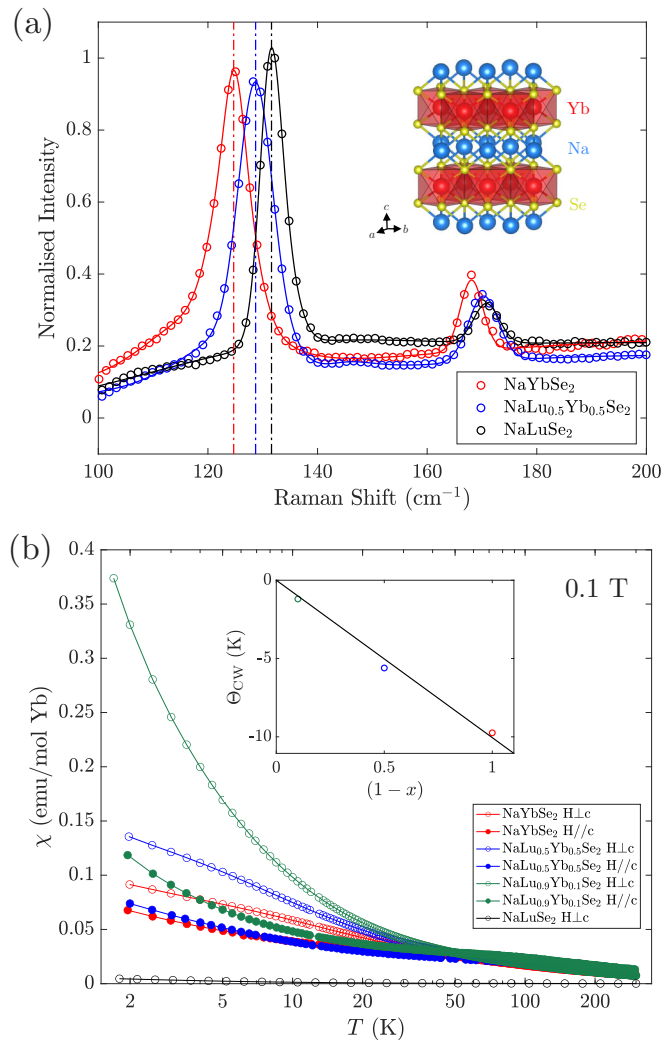 (a)
1
0.8
0.6
0.4
0.2
0
Normalised Intensity
100 120 140 160 180 200
Raman Shift (cm⁻¹)
Yb
Na
Se
c
a b
NaYbSe₂
NaLu₀.₅Yb₀.₅Se₂
NaLuSe₂
(b)
0.4
0.35
0.3
0.25
0.2
0.15
0.1
0.05
0
χ (emu/mol Yb)
2 5 10 20 50 100 200
T (K)
0.1 T
0
-5
-10
Θ_CW (K)
0 0.5 1
(1 − x)
NaYbSe₂ H⊥c
NaYbSe₂ H//c
NaLu₀.₅Yb₀.₅Se₂ H⊥c
NaLu₀.₅Yb₀.₅Se₂ H//c
NaLu₀.₉Yb₀.₁Se₂ H⊥c
NaLu₀.₉Yb₀.₁Se₂ H//c
NaLuSe₂ H⊥c